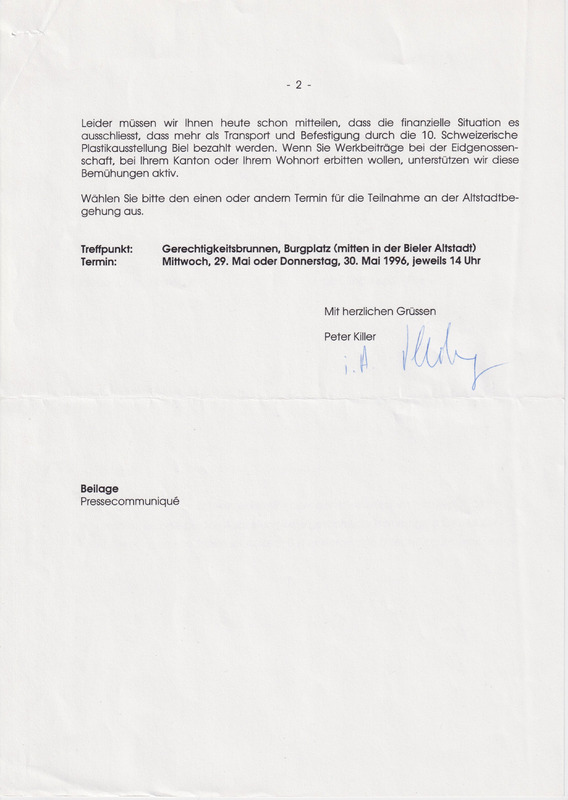 - 2 -
Leider müssen wir Ihnen heute schon mitteilen, dass die finanzielle Situation es
ausschliesst, dass mehr als Transport und Befestigung durch die 10. Schweizerische
Plastikausstellung Biel bezahlt werden. Wenn Sie Werkbeiträge bei der Eidgenossen-
schaft, bei Ihrem Kanton oder Ihrem Wohnort erbitten wollen, unterstützen wir diese
Bemühungen aktiv.
Wählen Sie bitte den einen oder andern Termin für die Teilnahme an der Altstadtbe-
gehung aus.
Treffpunkt: Gerechtigkeitsbrunnen, Burgplatz (mitten in der Bieler Altstadt)
Termin: Mittwoch, 29. Mai oder Donnerstag, 30. Mai 1996, jeweils 14 Uhr
Mit herzlichen Grüssen
Peter Killer
i.A
Beilage
Pressecommuniqué